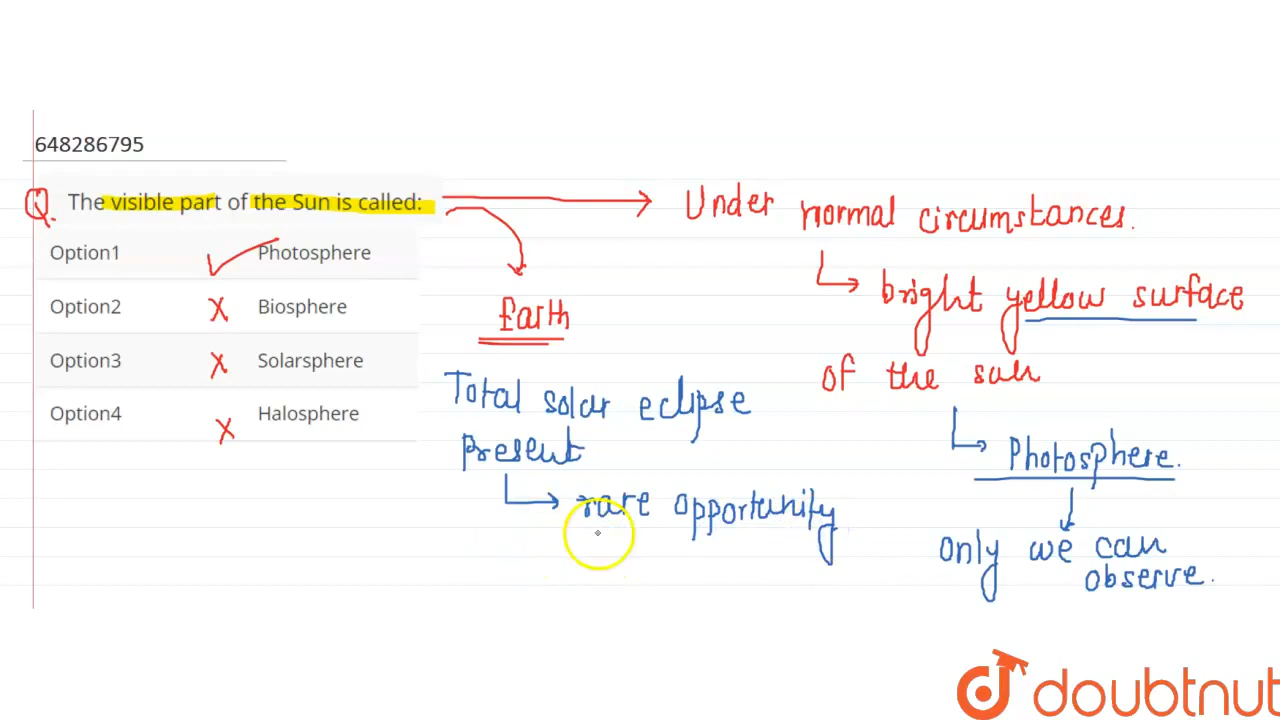 648286795
Q. The visible part of the Sun is called:
Option1 Photosphere
Option2 Biosphere
Option3 Solarsphere
Option4 Halosphere
Under normal circumstances.
bright yellow surface
of the sun
Photosphere.
only we can
observe.
Earth
Total solar eclipse
present
rare opportunity
doubtnut